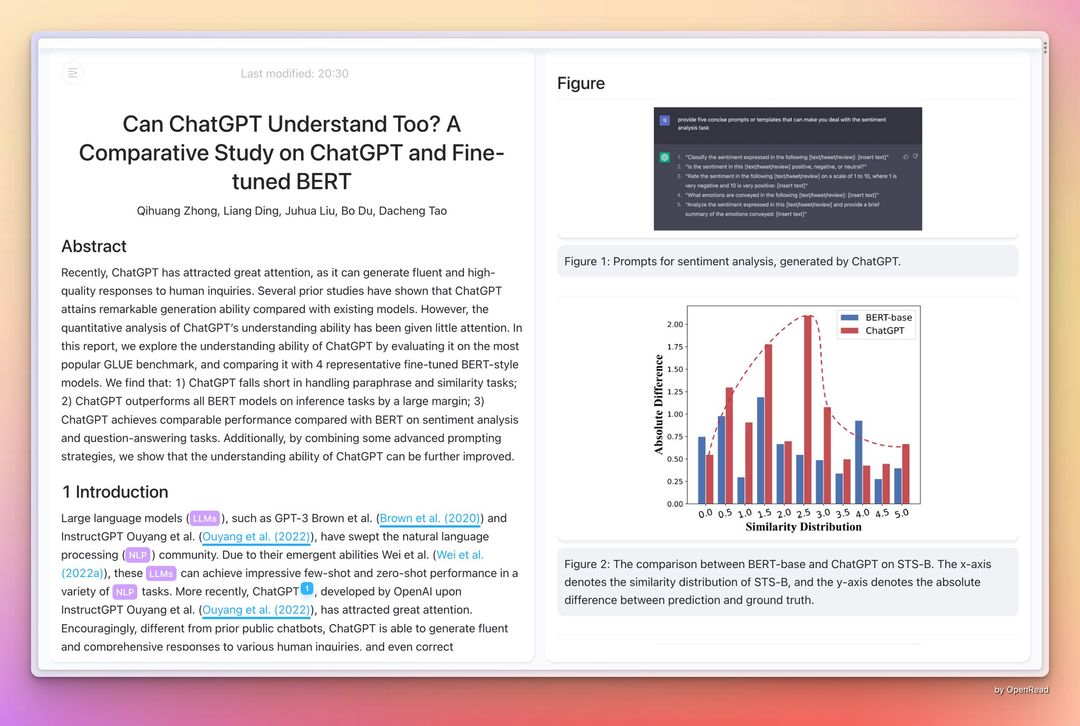 Last modified: 20:30
Can ChatGPT Understand Too? A
Comparative Study on ChatGPT and Fine-
tuned BERT
Qihuang Zhong, Liang Ding, Juhua Liu, Bo Du, Dacheng Tao
Abstract
Recently, ChatGPT has attracted great attention, as it can generate fluent and high-
quality responses to human inquiries. Several prior studies have shown that ChatGPT
attains remarkable generation ability compared with existing models. However, the
quantitative analysis of ChatGPT's understanding ability has been given little attention. In
this report, we explore the understanding ability of ChatGPT by evaluating it on the most
popular GLUE benchmark, and comparing it with 4 representative fine-tuned BERT-style
models. We find that: 1) ChatGPT falls short in handling paraphrase and similarity tasks;
2) ChatGPT outperforms all BERT models on inference tasks by a large margin; 3)
ChatGPT achieves comparable performance compared with BERT on sentiment analysis
and question-answering tasks. Additionally, by combining some advanced prompting
strategies, we show that the understanding ability of ChatGPT can be further improved.
1 Introduction
Large language models (LLMs), such as GPT-3 Brown et al. (Brown et al. (2020)) and
InstructGPT Ouyang et al. (Ouyang et al. (2022)), have swept the natural language
processing (NLP) community. Due to their emergent abilities Wei et al. (Wei et al.
(2022a)), these LLMs can achieve impressive few-shot and zero-shot performance in a
variety of NLP tasks. More recently, ChatGPT 1, developed by OpenAI upon
InstructGPT Ouyang et al. (Ouyang et al. (2022)), has attracted great attention.
Encouragingly, different from prior public chatbots, ChatGPT is able to generate fluent
and comprehensive responses to various human inquiries, and even correct
Figure
q
provide five concise prompts or templates that can make you deal with the sentiment
analysis task
1. "Classify the sentiment expressed in the following [text/tweet/review]: [insert text]"
2. "Is the sentiment in this [text/tweet/review] positive, negative, or neutral?"
3. "Rate the sentiment in the following [text/tweet/review] on a scale of 1 to 10, where 1 is
very negative and 10 is very positive: [insert text]"
4. "What emotions are conveyed in the following [text/tweet/review]: [insert text]"
5. "Analyze the sentiment expressed in this [text/tweet/review] and provide a brief
summary of the emotions conveyed: [insert text]"
Figure 1: Prompts for sentiment analysis, generated by ChatGPT.
BERT-base
ChatGPT
Absolute Difference
2.00
1.75
1.50
1.25
1.00
0.75
0.50
0.25
0.00
0.0 0.5 1.0 1.5 2.0 2.5 3.0 3.5 4.0 4.5 5.0
Similarity Distribution
Figure 2: The comparison between BERT-base and ChatGPT on STS-B. The x-axis
denotes the similarity distribution of STS-B, and the y-axis denotes the absolute
difference between prediction and ground truth.
by OpenRead